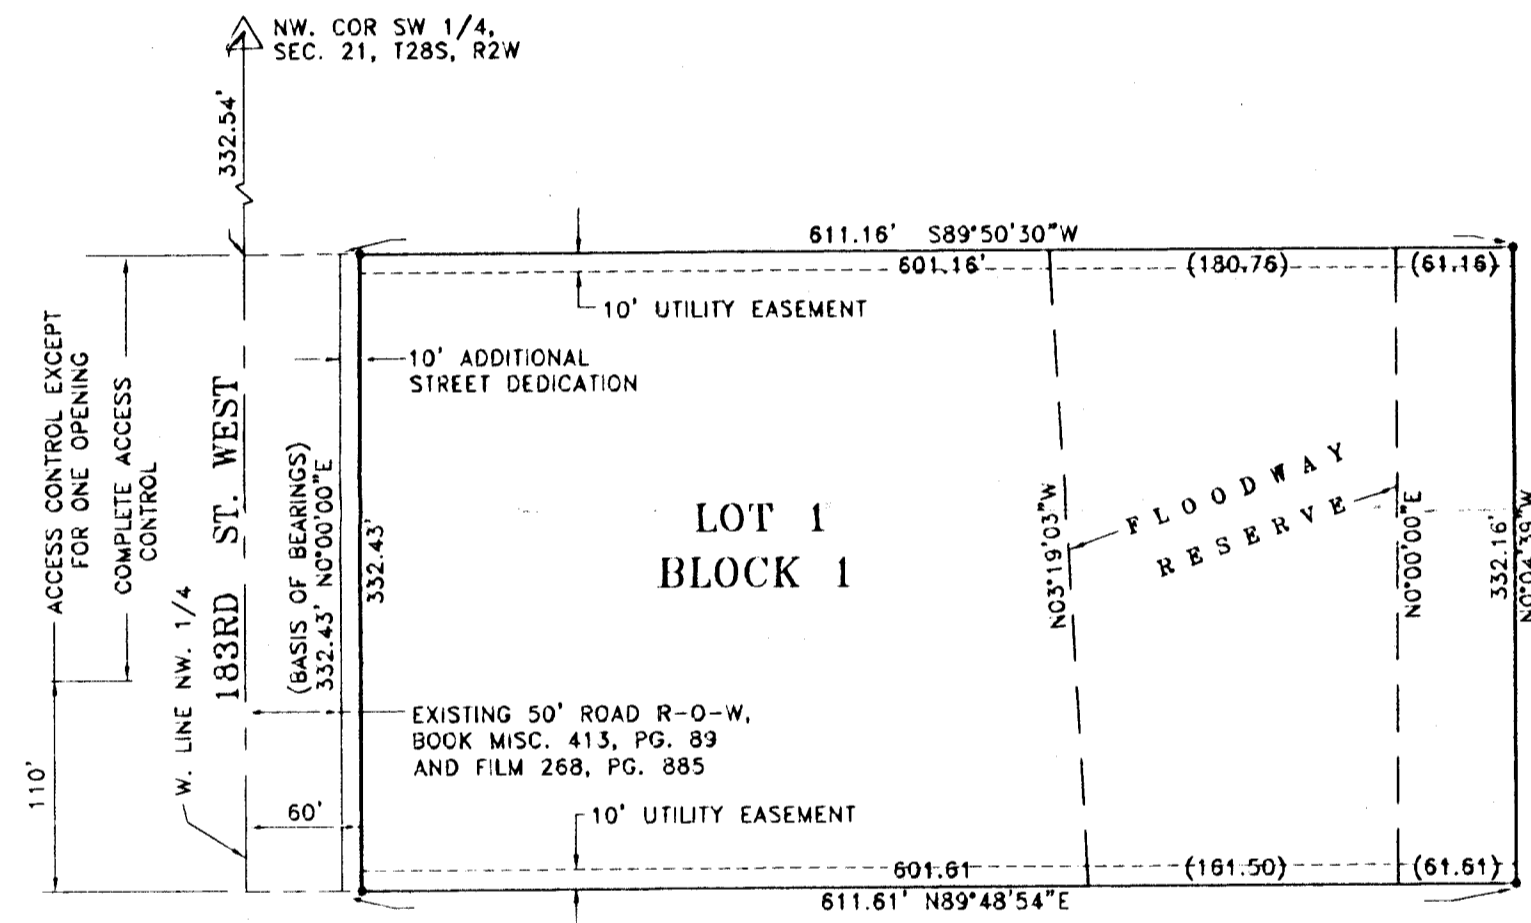 NW. COR SW 1/4,
SEC. 21, T28S, R2W
332.54'
611.16' S89°50'30"W
601.16'
(180.76)
(61.16)
10' UTILITY EASEMENT
10' ADDITIONAL
STREET DEDICATION
ACCESS CONTROL EXCEPT
FOR ONE OPENING
COMPLETE ACCESS
CONTROL
183RD ST. WEST
W. LINE NW. 1/4
(BASIS OF BEARINGS)
332.43' N0°00'00"E
332.43'
LOT 1
BLOCK 1
N03°19'03"W
FLOODWAY
RESERVE
N0°00'00"E
332.16'
N0°04'39"W
EXISTING 50' ROAD R-O-W,
BOOK MISC. 413, PG. 89
AND FILM 268, PG. 885
110'
60'
10' UTILITY EASEMENT
601.61
(161.50)
(61.61)
611.61' N89°48'54"E